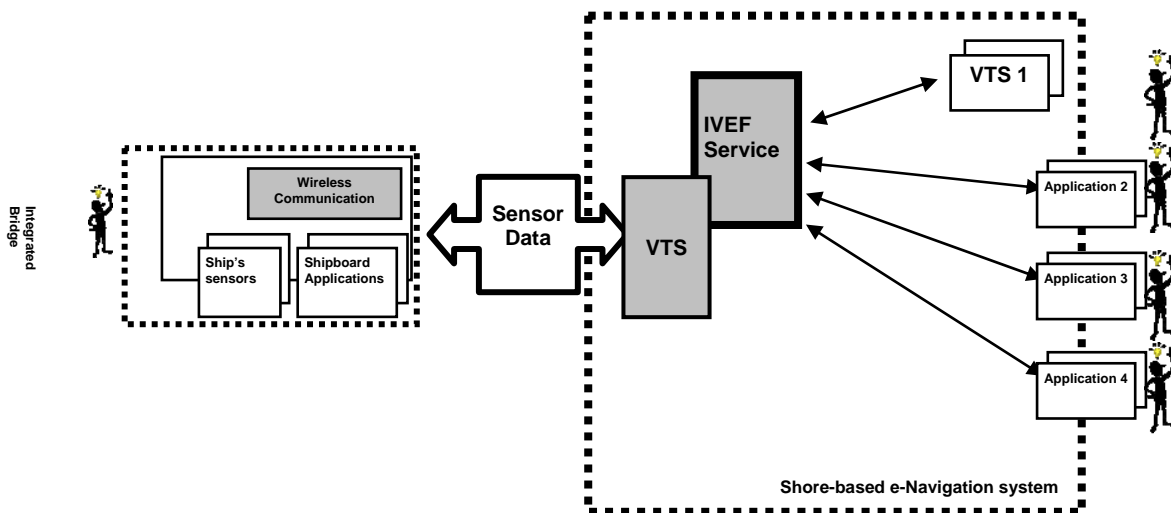 Integrated
Bridge
Wireless
Communication
Ship's
sensors
Shipboard
Applications
Sensor
Data
VTS
IVEF
Service
VTS 1
Application 2
Application 3
Application 4
Shore-based e-Navigation system